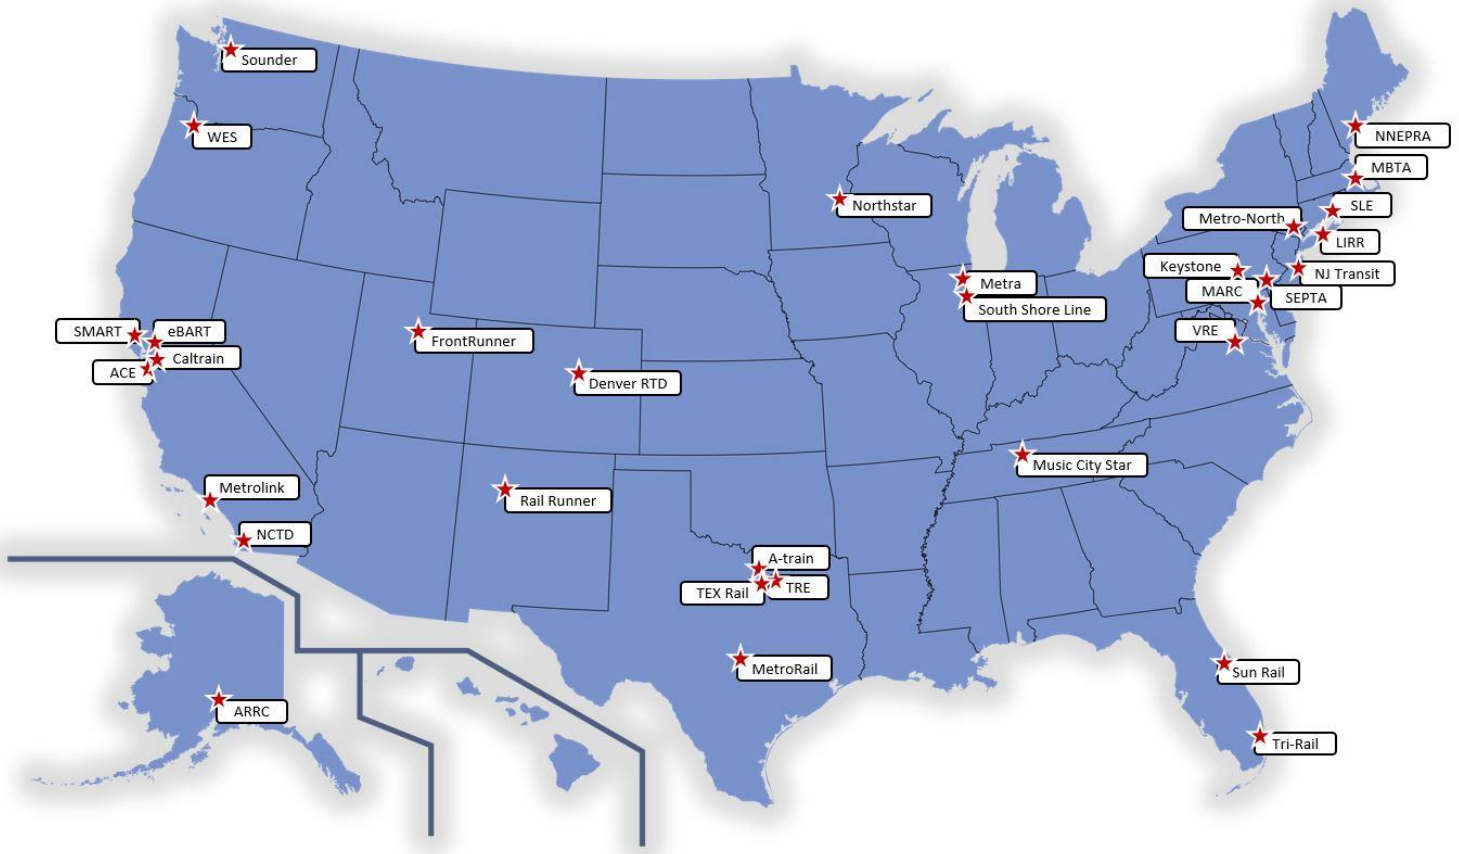 Sounder
WES
NNEPRA
MBTA
Northstar
SLE
Metro-North
LIRR
Keystone
NJ Transit
Metra
MARC
SEPTA
South Shore Line
SMART
eBART
VRE
FrontRunner
Caltrain
ACE
Denver RTD
Music City Star
Metrolink
Rail Runner
NCTD
A-train
TEX Rail
TRE
MetroRail
Sun Rail
ARRC
Tri-Rail